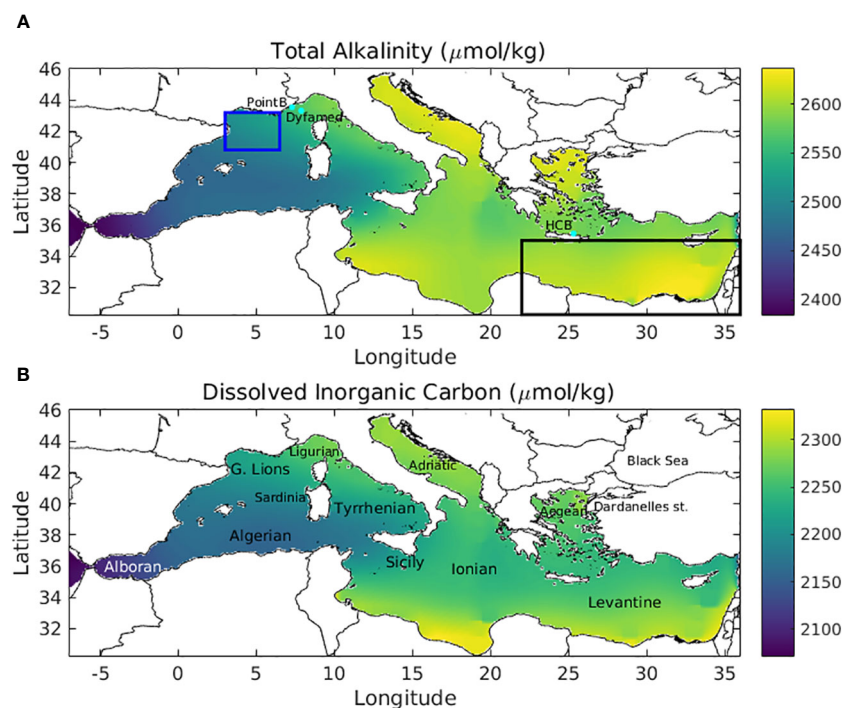 A
Total Alkalinity (μmol/kg)
46
44
42
40
38
36
34
32
Latitude
PointB
Dyfamed
HCB
-5 0 5 10 15 20 25 30 35
Longitude
2600
2550
2500
2450
2400
B
Dissolved Inorganic Carbon (μmol/kg)
46
44
42
40
38
36
34
32
Latitude
Ligurian
G. Lions
Adriatic
Black Sea
Sardinia
Tyrrhenian
Aegean
Dardanelles st.
Algerian
Alboran
Sicily
Ionian
Levantine
-5 0 5 10 15 20 25 30 35
Longitude
2300
2250
2200
2150
2100